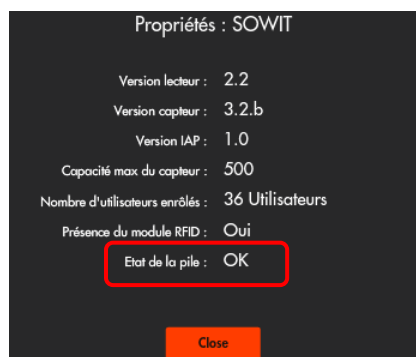 Propriétés : SOWIT
Version lecteur : 2.2
Version capteur : 3.2.b
Version IAP : 1.0
Capacité max du capteur : 500
Nombre d'utilisateurs enrôlés : 36 Utilisateurs
Présence du module RFID : Oui
Etat de la pile : OK
Close